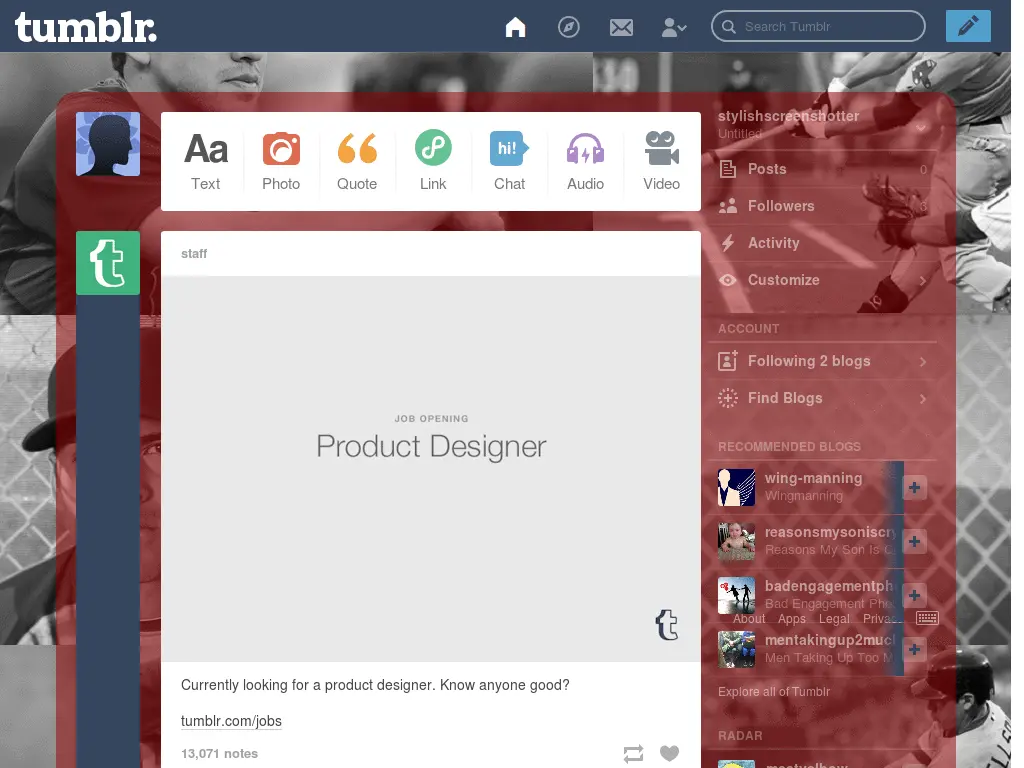 tumblr.
Search Tumblr
Aa
hi!
Text Photo Quote Link Chat Audio Video
stylishscreenshotter
Untitled
Posts 0
Followers
Activity
Customize
ACCOUNT
Following 2 blogs
Find Blogs
RECOMMENDED BLOGS
wing-manning
Wingmanning
reasonsmysoniscry
Reasons My Son Is C
badengagementph
Bad Engagement Pho
About Apps Legal Priva
mentakingup2mucl
Men Taking Up Too M
Explore all of Tumblr
RADAR
t
staff
JOB OPENING
Product Designer
t
Currently looking for a product designer. Know anyone good?
tumblr.com/jobs
13,071 notes